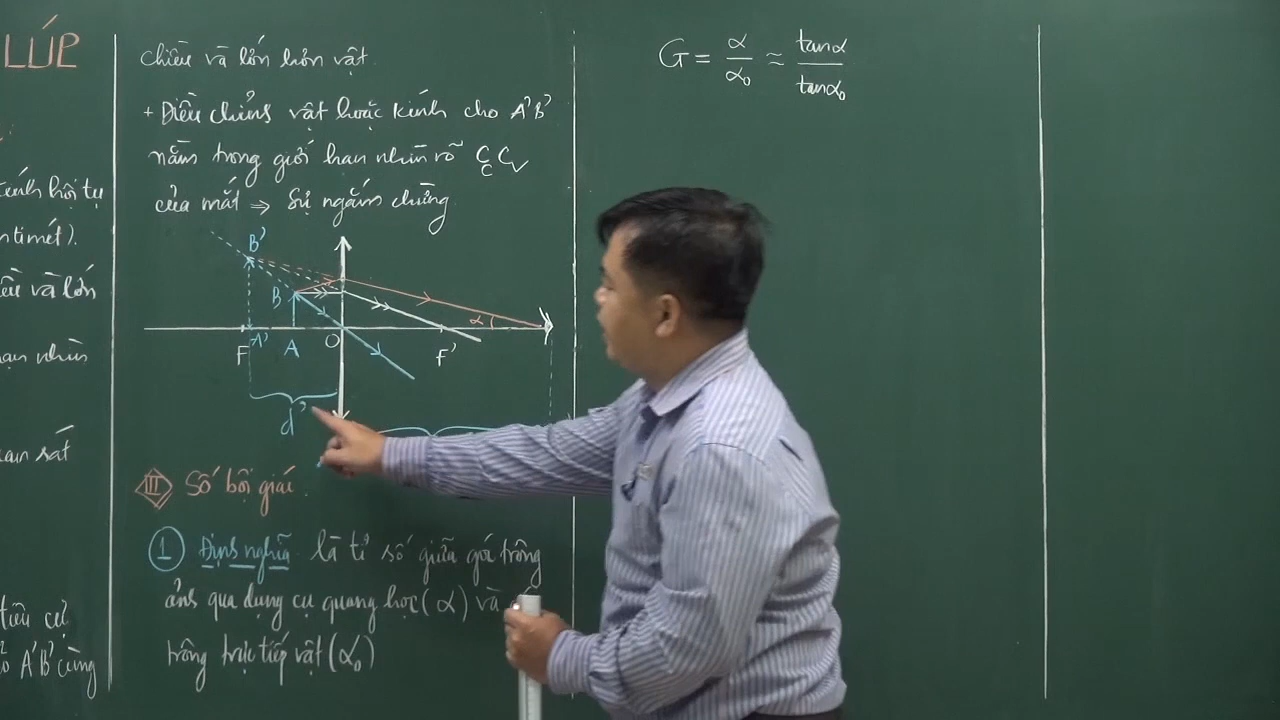 LÚP
kính hội tụ
ntimét).
và lớn
nhìn
sát
tiêu cự
A'B' cùng
chiều và lớn hơn vật.
+ Điều chỉnh vật hoặc kính cho A'B'
nằm trong giới hạn nhìn rõ CcCv
của mắt ⇒ Sự ngắm chừng
B'
B
F A' A O F' α
d'
III Số bội giác.
1 Định nghĩa là tỉ số giữa góc trông
ảnh qua dụng cụ quang học (α) và
trông trực tiếp vật (α₀)
G = α/α₀ ≈ tanα/tanα₀